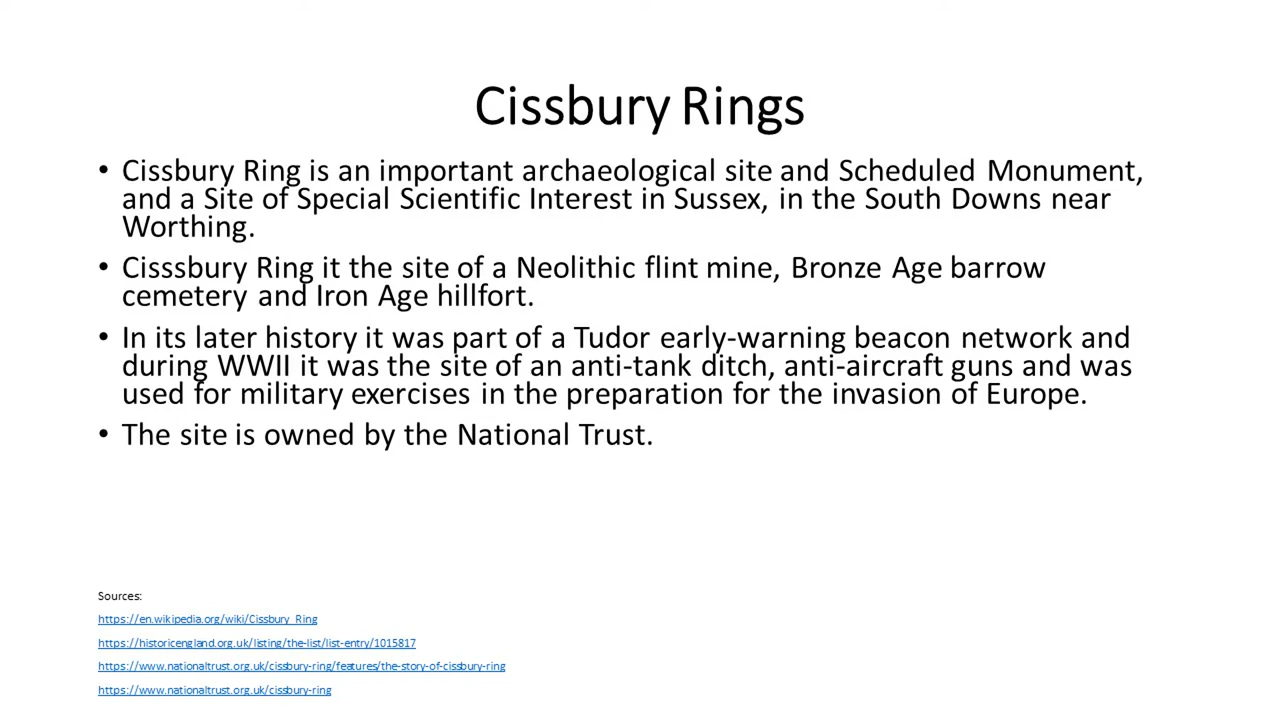 Cissbury Rings
• Cissbury Ring is an important archaeological site and Scheduled Monument,
and a Site of Special Scientific Interest in Sussex, in the South Downs near
Worthing.
• Cisssbury Ring it the site of a Neolithic flint mine, Bronze Age barrow
cemetery and Iron Age hillfort.
• In its later history it was part of a Tudor early-warning beacon network and
during WWII it was the site of an anti-tank ditch, anti-aircraft guns and was
used for military exercises in the preparation for the invasion of Europe.
• The site is owned by the National Trust.
Sources:
https://en.wikipedia.org/wiki/Cissbury_Ring
https://historicengland.org.uk/listing/the-list/list-entry/1015817
https://www.nationaltrust.org.uk/cissbury-ring/features/the-story-of-cissbury-ring
https://www.nationaltrust.org.uk/cissbury-ring